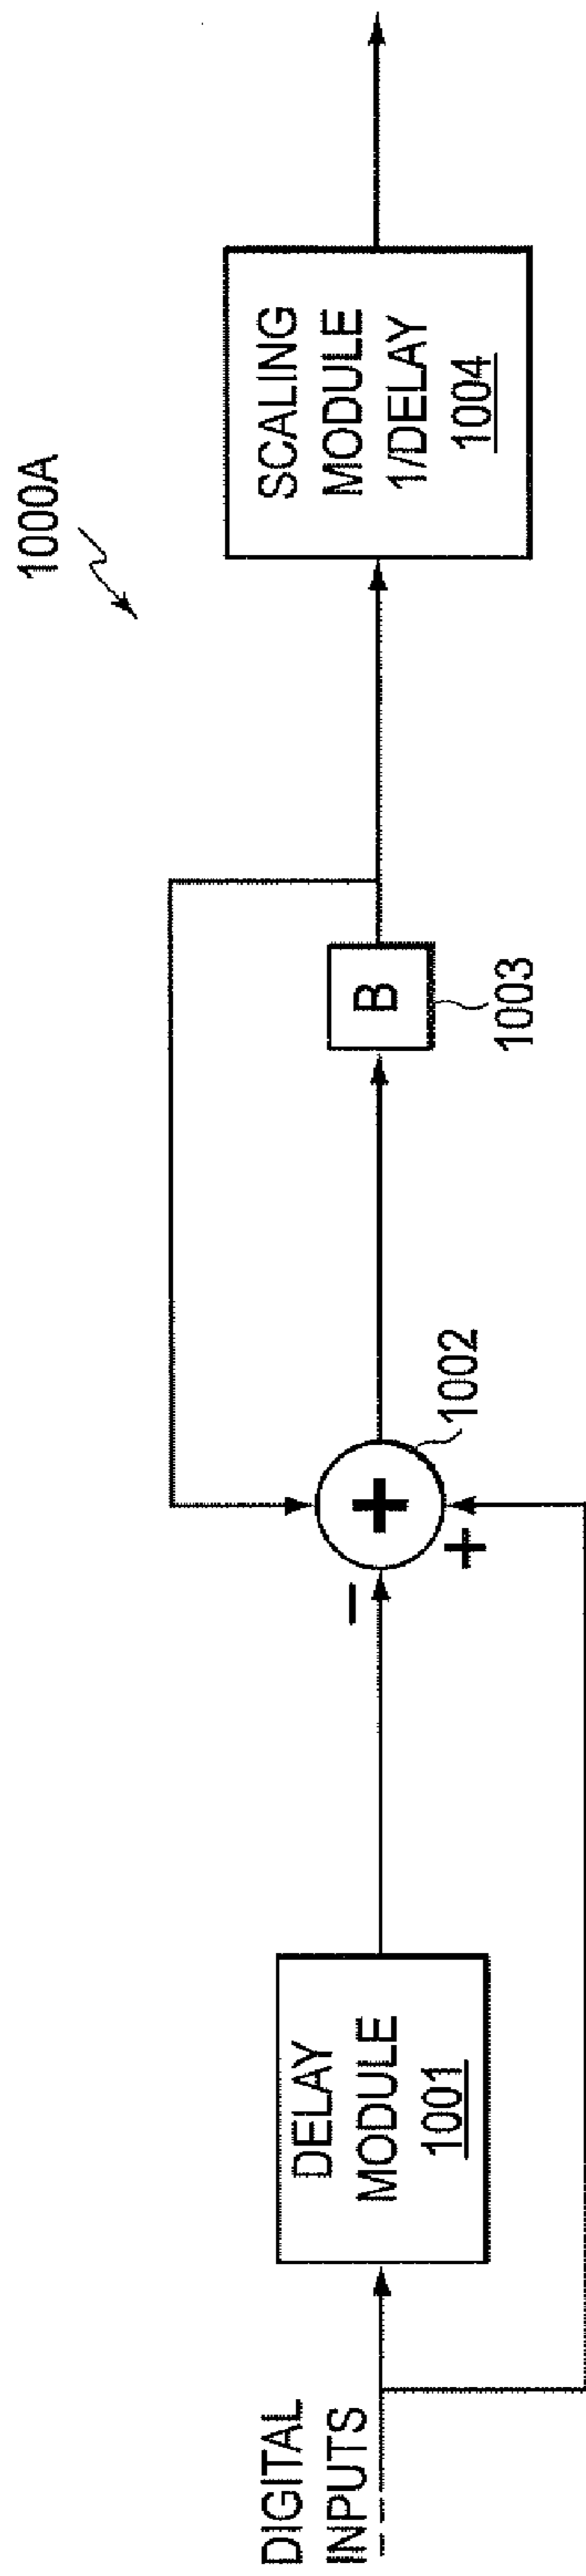 1000A
DIGITAL
INPUTS
DELAY
MODULE
1001
−
+
+
1002
B
1003
SCALING
MODULE
1/DELAY
1004